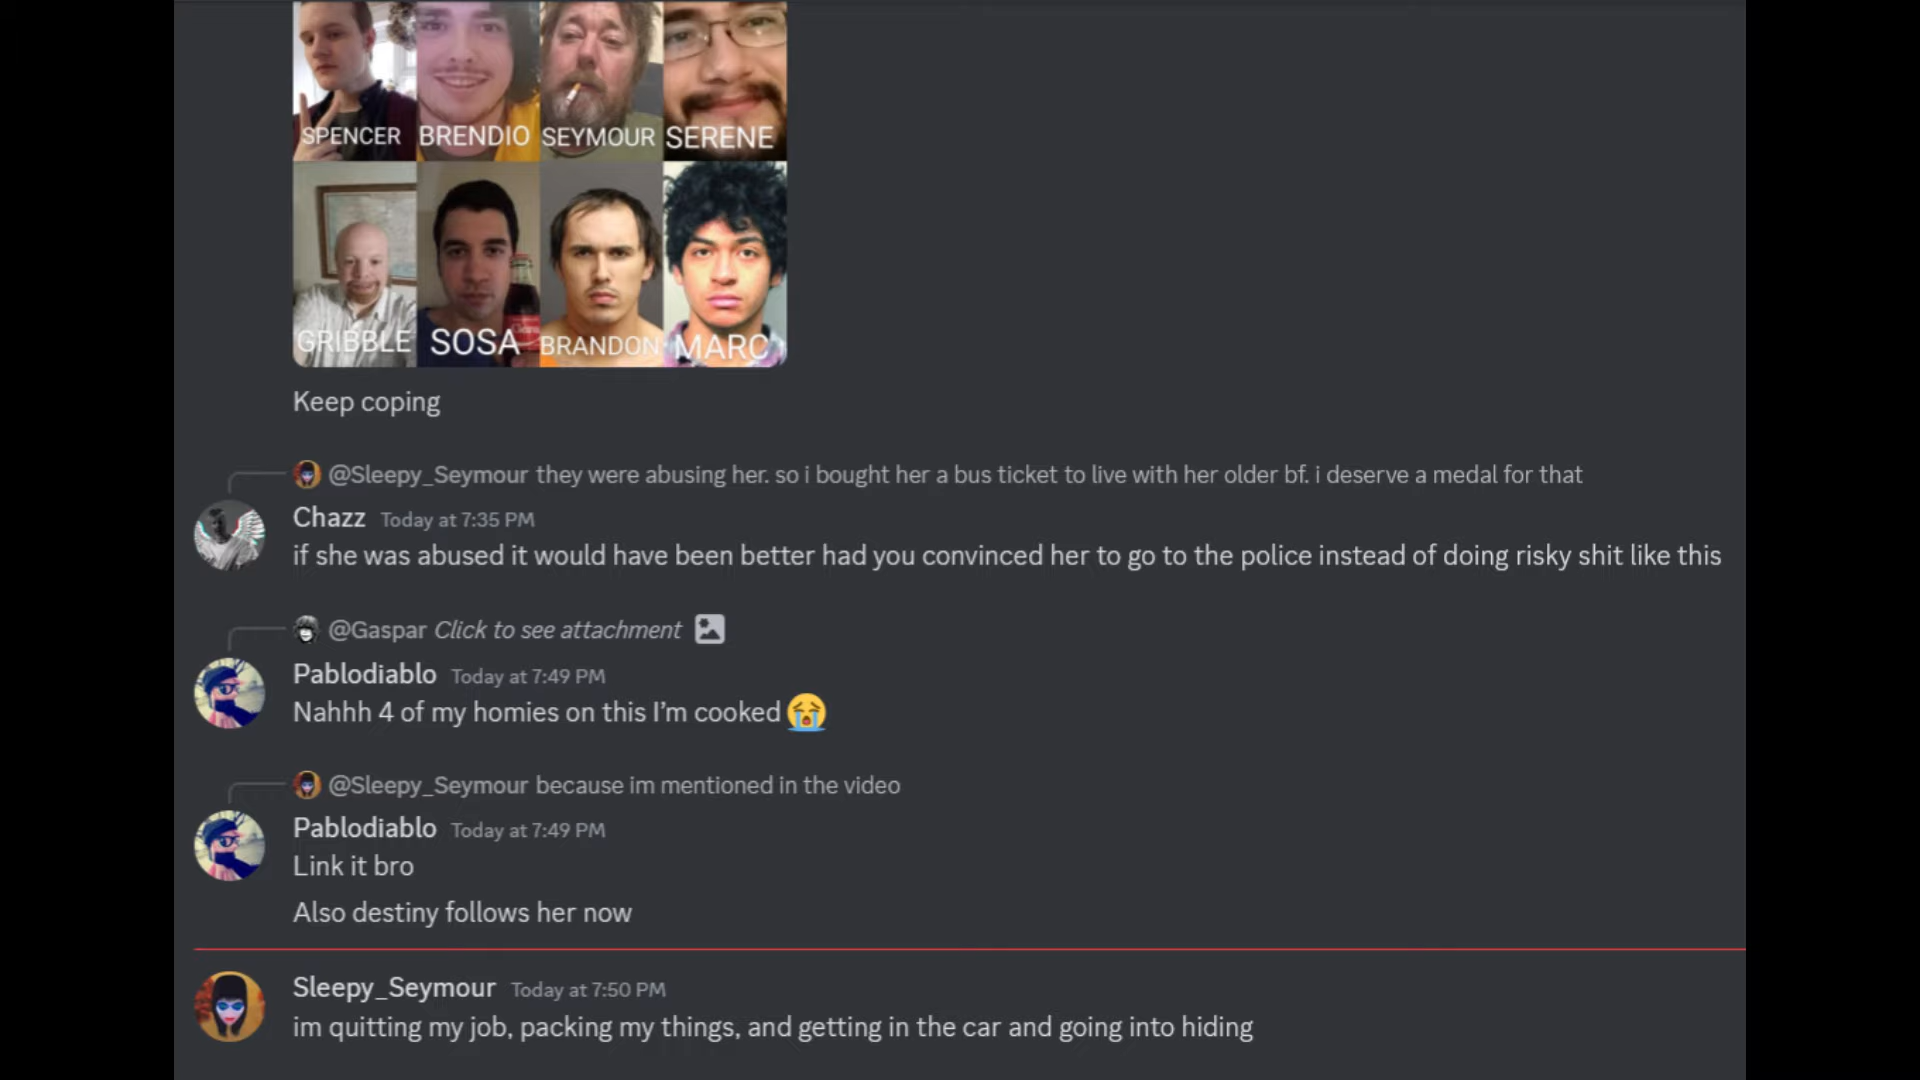 SPENCER BRENDIO SEYMOUR SERENE
GRIBBLE SOSA BRANDON MARC
Keep coping
@Sleepy_Seymour they were abusing her. so i bought her a bus ticket to live with her older bf. i deserve a medal for that
Chazz Today at 7:35 PM
if she was abused it would have been better had you convinced her to go to the police instead of doing risky shit like this
@Gaspar Click to see attachment
Pablodiablo Today at 7:49 PM
Nahhh 4 of my homies on this I’m cooked 😭
@Sleepy_Seymour because im mentioned in the video
Pablodiablo Today at 7:49 PM
Link it bro
Also destiny follows her now
Sleepy_Seymour Today at 7:50 PM
im quitting my job, packing my things, and getting in the car and going into hiding